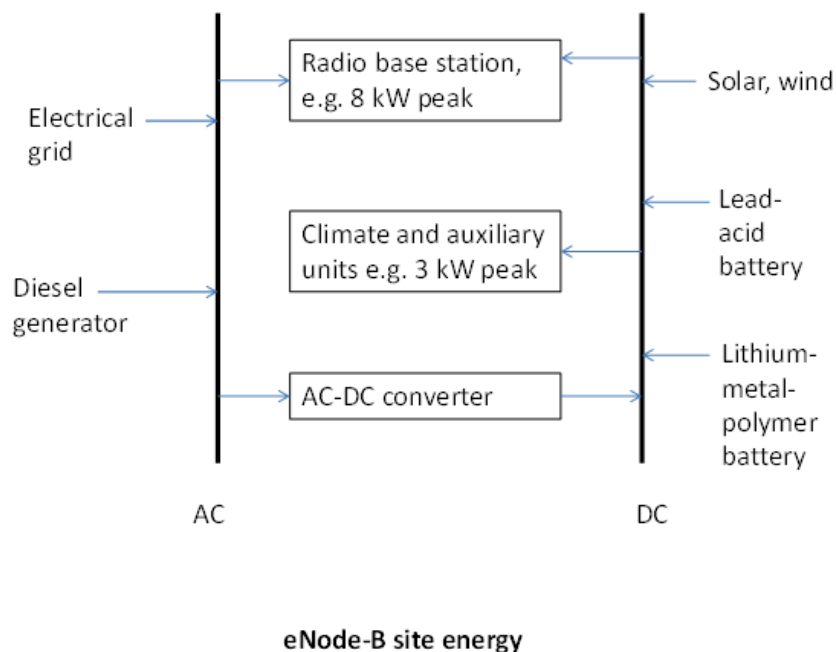 Radio base station,
e.g. 8 kW peak
Solar, wind
Electrical
grid
Lead-
acid
battery
Climate and auxiliary
units e.g. 3 kW peak
Diesel
generator
Lithium-
metal-
polymer
battery
AC-DC converter
AC
DC
eNode-B site energy